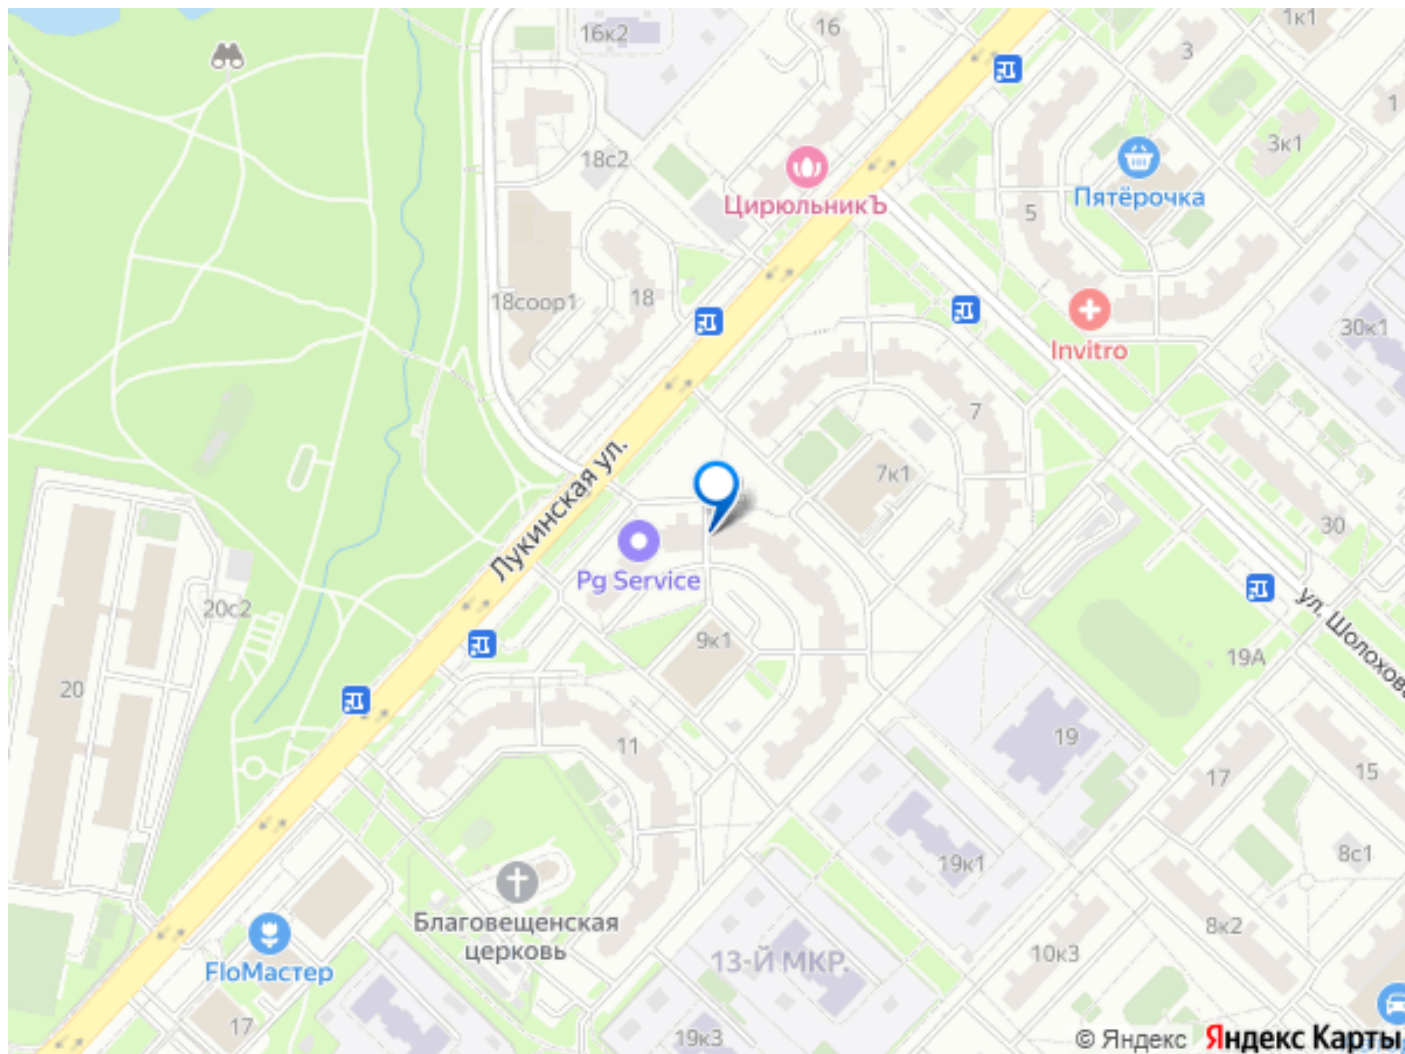 1к1
16
16к2
3
1
3к1
18с2
Пятёрочка
ЦирюльникЪ
5
18
18соор1
30к1
Invitro
7
7к1
Лукинская ул.
30
Pg Service
20с2
ул. Шолохова
9к1
19А
20
11
19
17
15
19к1
8с1
Благовещенская
церковь
8к2
FloМастер
13-Й МКР.
10к3
17
19к3
© Яндекс Яндекс Карты